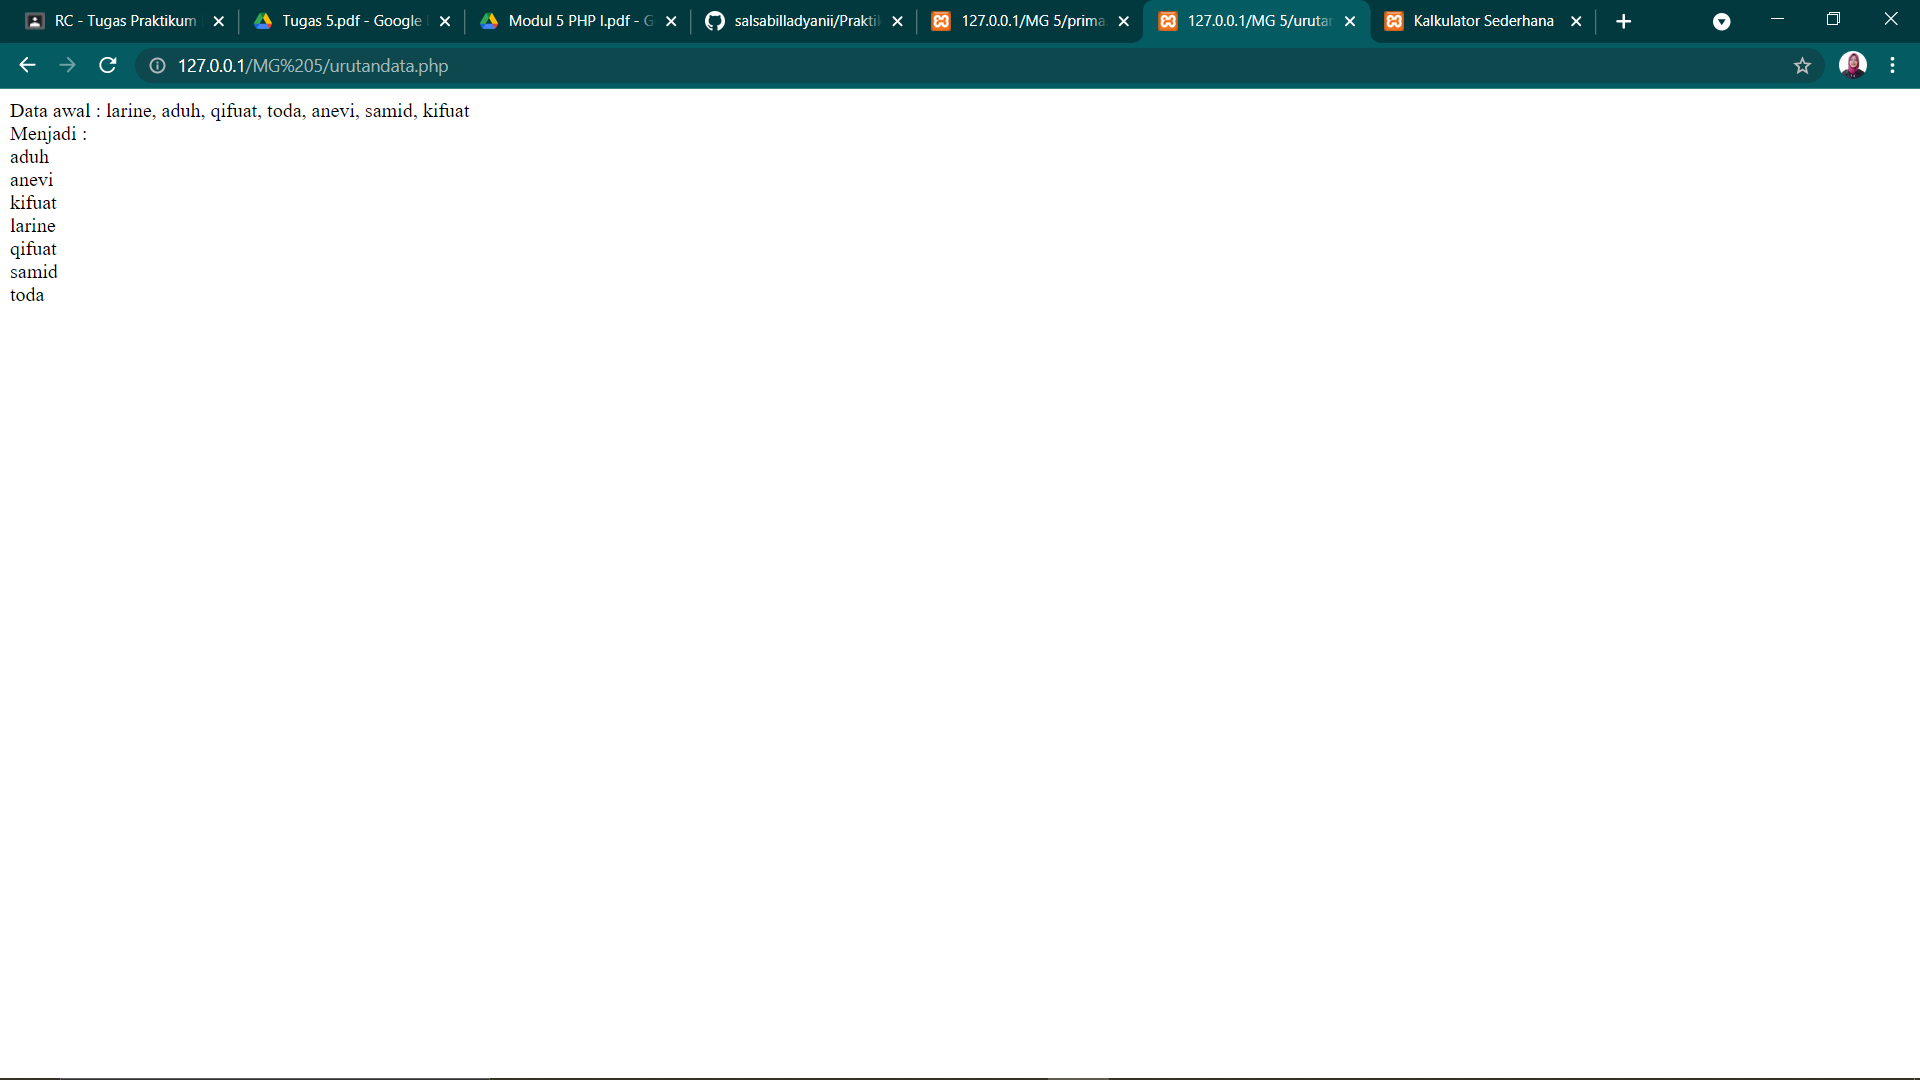 RC - Tugas Praktikum
Tugas 5.pdf - Google
Modul 5 PHP I.pdf - G
salsabilladyanii/Prakti
127.0.0.1/MG 5/prima
127.0.0.1/MG 5/uruta
Kalkulator Sederhana
127.0.0.1/MG%205/urutandata.php
Data awal : larine, aduh, qifuat, toda, anevi, samid, kifuat
Menjadi :
aduh
anevi
kifuat
larine
qifuat
samid
toda